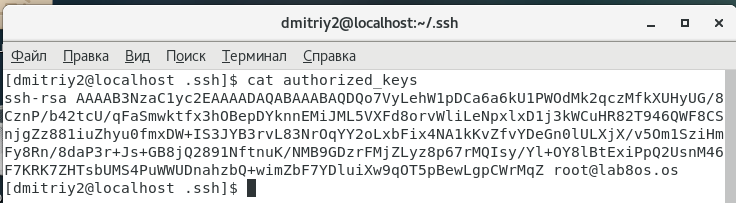 dmitriy2@localhost:~/.ssh
Файл Правка Вид Поиск Терминал Справка
[dmitriy2@localhost .ssh]$ cat authorized_keys
ssh-rsa AAAAB3NzaC1yc2EAAAADAQABAAABAQDQo7VyLehW1pDCa6a6kU1PWOdMk2qczMfkXUHyUG/8
CznP/b42tcU/qFaSmwktfx3hOBepDYknnEMiJML5VXFd8orvWliLeNpxlxD1j3kWCuHR82T946QWF8CS
njgZz881iuZhyu0fmxDW+IS3JYB3rvL83NrOqYY2oLxbFix4NA1kKvZfvYDeGn0lULXjX/v5Om1SziHm
Fy8Rn/8daP3r+Js+GB8jQ2891NftnuK/NMB9GDzrFMjZLyz8p67rMQIsy/Yl+OY8lBtExiPpQ2UsnM46
F7KRK7ZHTsbUMS4PuWWUDnahzbQ+wimZbF7YDluiXw9qOT5pBewLgpCWrMqZ root@lab8os.os
[dmitriy2@localhost .ssh]$